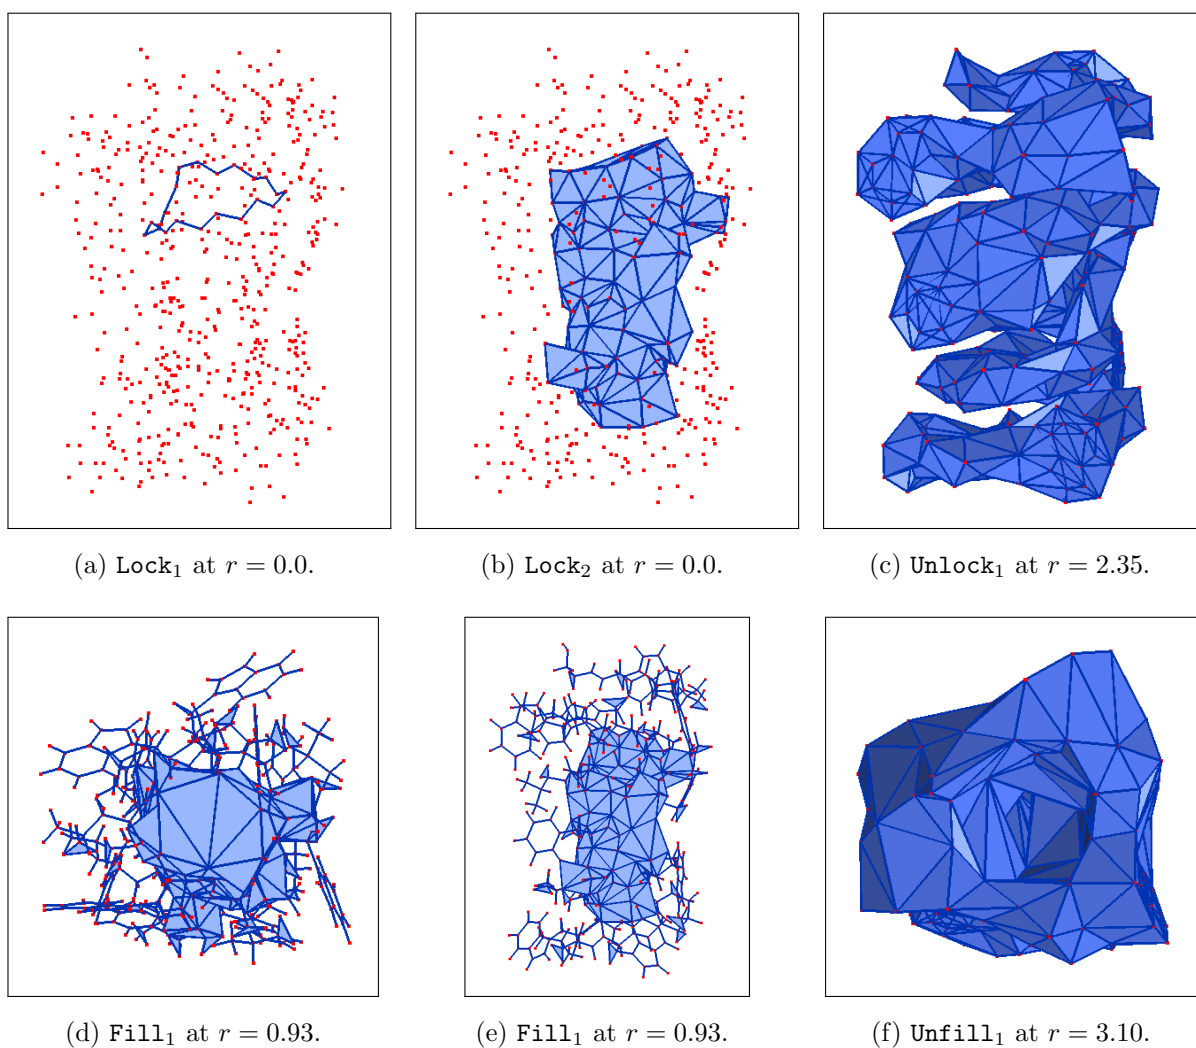 (a) Lock₁ at r = 0.0.
(b) Lock₂ at r = 0.0.
(c) Unlock₁ at r = 2.35.
(d) Fill₁ at r = 0.93.
(e) Fill₁ at r = 0.93.
(f) Unfill₁ at r = 3.10.